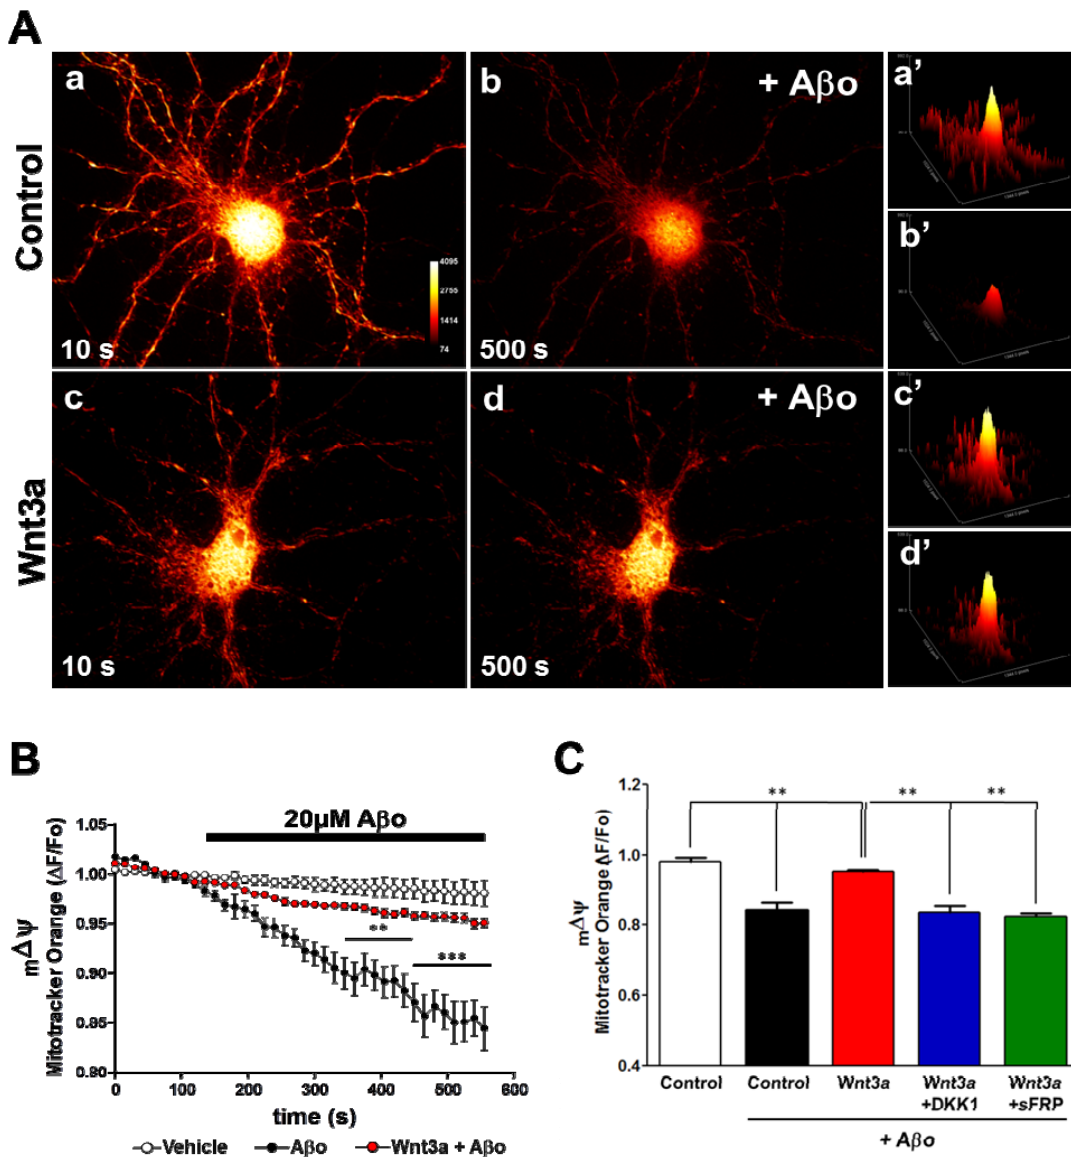 A
Control
a
10 s
4095
2755
1414
74
b
+ Aβo
500 s
a'
b'
Wnt3a
c
10 s
d
+ Aβo
500 s
c'
d'
B
mΔψ
Mitotracker Orange (ΔF/Fo)
20µM Aβo
1.05
1.00
0.95
0.90
0.85
0.80
**
***
0 100 200 300 400 500 600
time (s)
Vehicle Aβo Wnt3a + Aβo
C
mΔψ
Mitotracker Orange ΔF/Fo)
1.2
1.0
0.8
0.6
0.4
** ** **
Control Control Wnt3a Wnt3a Wnt3a
+DKK1 +sFRP
+ Aβo